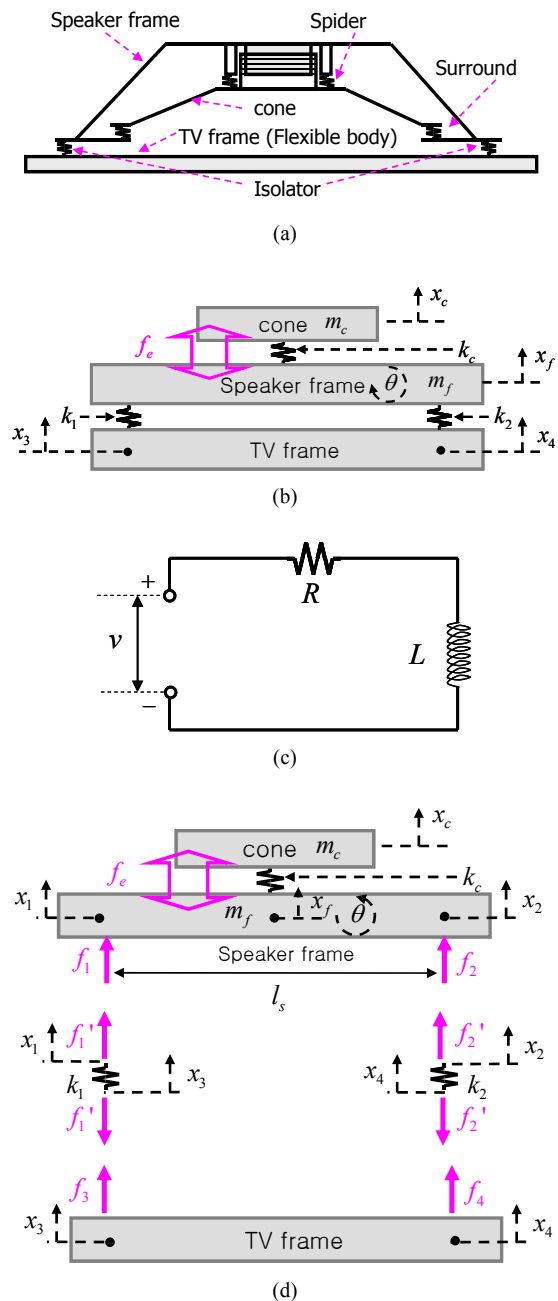 Speaker frame
Spider
Surround
cone
TV frame (Flexible body)
Isolator
(a)
cone m_c
x_c
f_e
k_c
x_f
Speaker frame θ m_f
k_1
k_2
x_3
x_4
TV frame
(b)
+
R
v
L
−
(c)
x_c
cone m_c
f_e
k_c
x_1
x_2
m_f x_f θ
Speaker frame
f_1
f_2
l_s
x_1 f_1'
f_2' x_2
k_1 x_3
x_4 k_2
f_1'
f_2'
f_3
f_4
x_3
x_4
TV frame
(d)